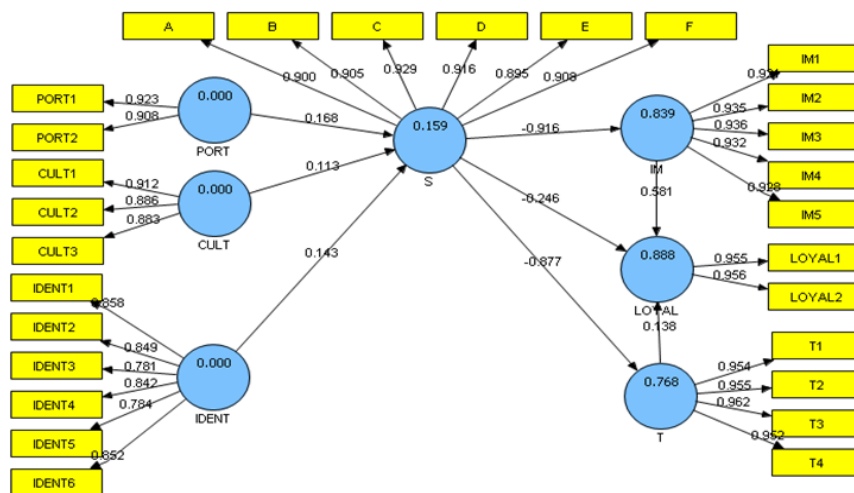 A
B
C
D
E
F
0.900
0.905
0.929
0.916
0.895
0.908
PORT1
PORT2
0.923
0.908
0.000
PORT
0.168
CULT1
CULT2
CULT3
0.912
0.886
0.883
0.000
CULT
0.113
IDENT1
IDENT2
IDENT3
IDENT4
IDENT5
IDENT6
0.858
0.849
0.781
0.842
0.784
0.852
0.000
IDENT
0.143
0.159
S
-0.916
-0.246
-0.877
0.839
IM
0.581
0.935
0.936
0.932
0.928
IM1
IM2
IM3
IM4
IM5
0.888
LOYAL
0.138
0.955
0.956
LOYAL1
LOYAL2
0.768
T
0.954
0.955
0.962
0.952
T1
T2
T3
T4